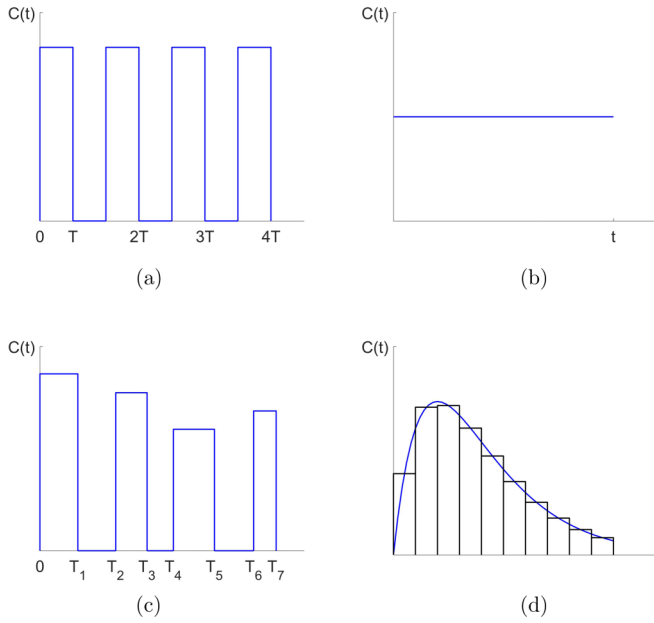 C(t)
0 T 2T 3T 4T
(a)
C(t)
t
(b)
C(t)
0 T1 T2 T3 T4 T5 T6 T7
(c)
C(t)
(d)